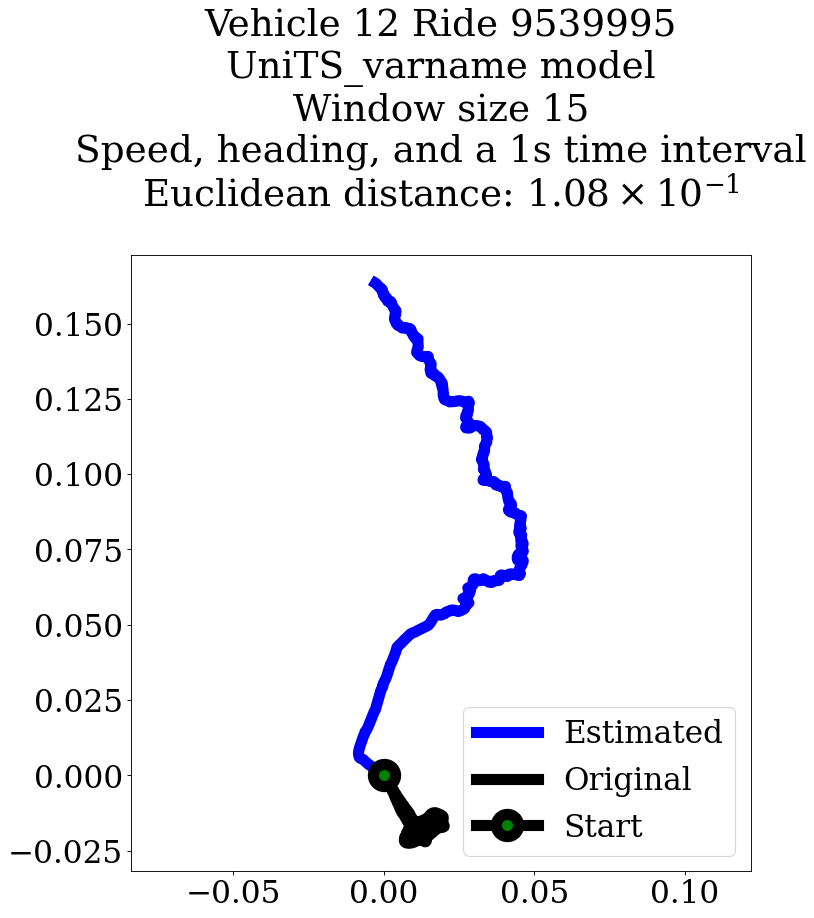 Vehicle 12 Ride 9539995
UniTS_varname model
Window size 15
Speed, heading, and a 1s time interval
Euclidean distance: 1.08 × 10⁻¹
0.150
0.125
0.100
0.075
0.050
0.025
0.000
−0.025
Estimated
Original
Start
−0.05
0.00
0.05
0.10